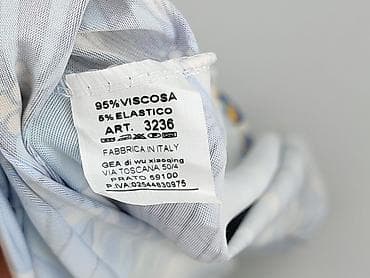 95% VISCOSA
5% ELASTICO
ART. 3236
FABBRICA IN ITALY
GEA di wu xiaoqing
VIA TOSCANA 50/4
PRATO 59100
P.IVA:02544630975